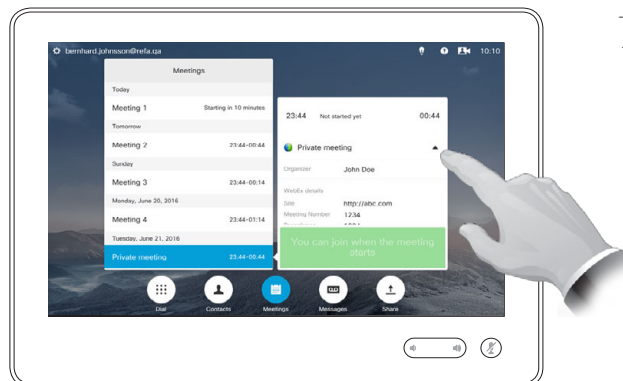 bernhard.johnsson@refa.qa
10:10
Meetings
Today
Meeting 1 Starting in 10 minutes
Tomorrow
Meeting 2 23:44-00:44
Sunday
Meeting 3 23:44-00:14
Monday, June 20, 2016
Meeting 4 23:44-01:14
Tuesday, June 21, 2016
Private meeting 23:44-00:44
23:44 Not started yet 00:44
Private meeting
Organizer John Doe
WebEx details
Site http://abc.com
Meeting Number 1234
You can join when the meeting
starts
Dial
Contacts
Meetings
Messages
Share